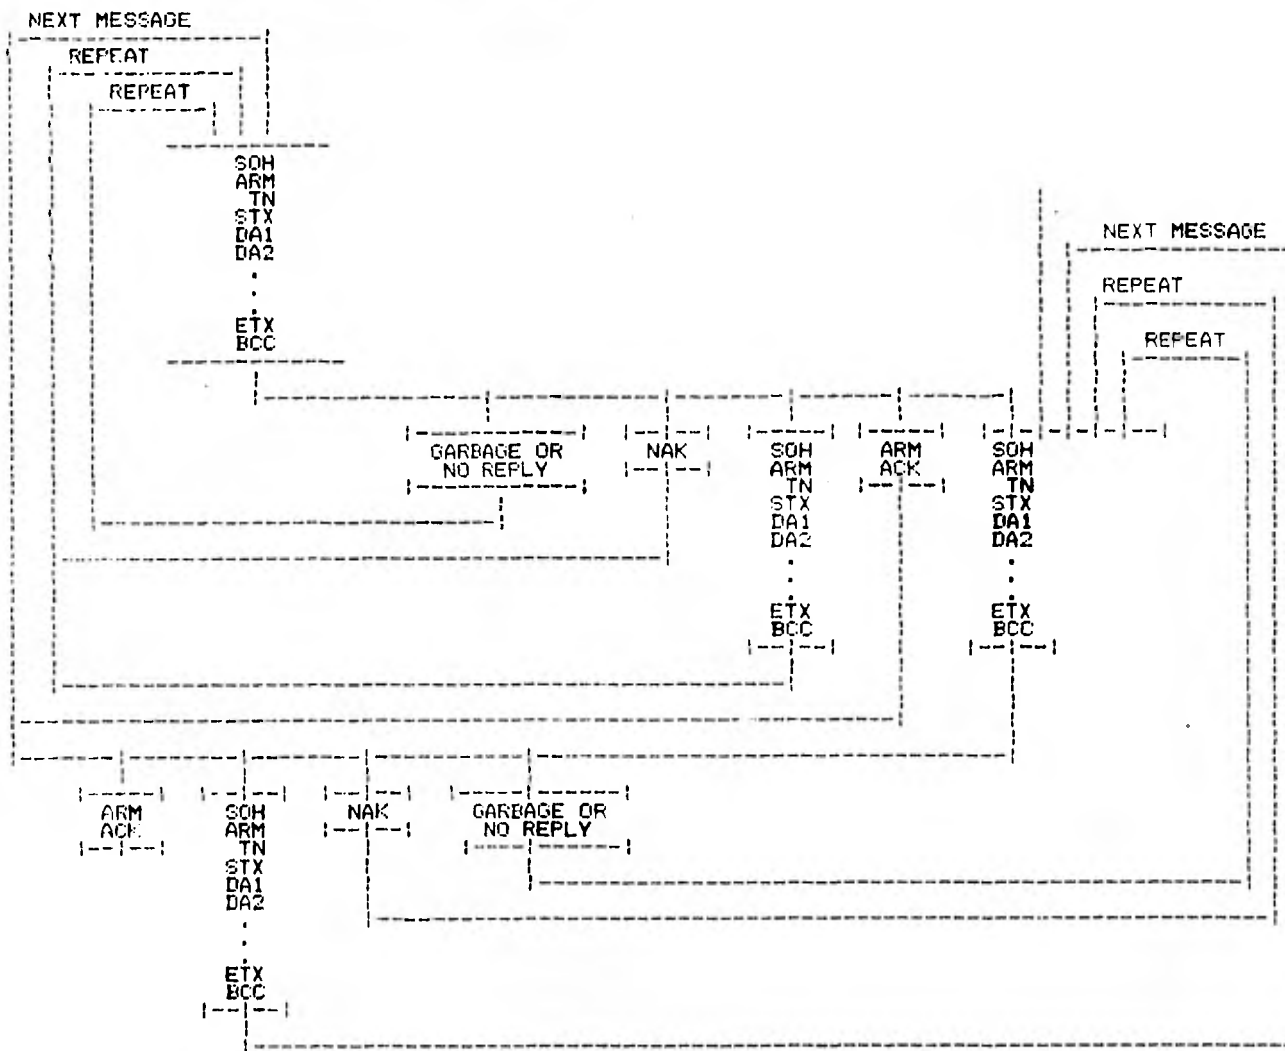 NEXT MESSAGE
REPEAT
REPEAT
SOH
ARM
TN
STX
DA1
DA2
.
.
ETX
BCC
NEXT MESSAGE
REPEAT
REPEAT
GARBAGE OR
NO REPLY
NAK
SOH
ARM
TN
STX
DA1
DA2
.
.
ETX
BCC
ARM
ACK
SOH
ARM
TN
STX
DA1
DA2
.
.
ETX
BCC
ARM
ACK
SOH
ARM
TN
STX
DA1
DA2
.
.
ETX
BCC
NAK
GARBAGE OR
NO REPLY